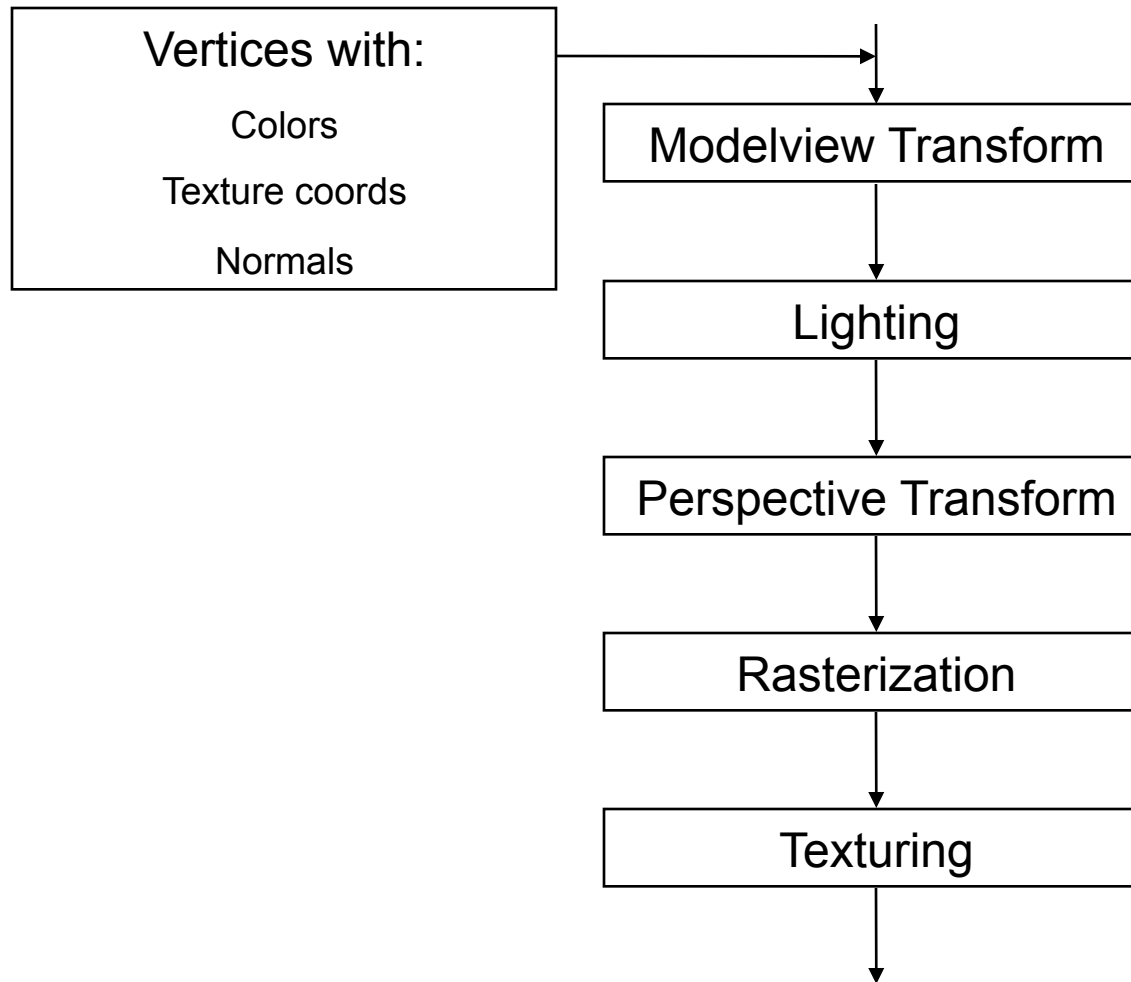 Vertices with:
Colors
Texture coords
Normals
Modelview Transform
Lighting
Perspective Transform
Rasterization
Texturing